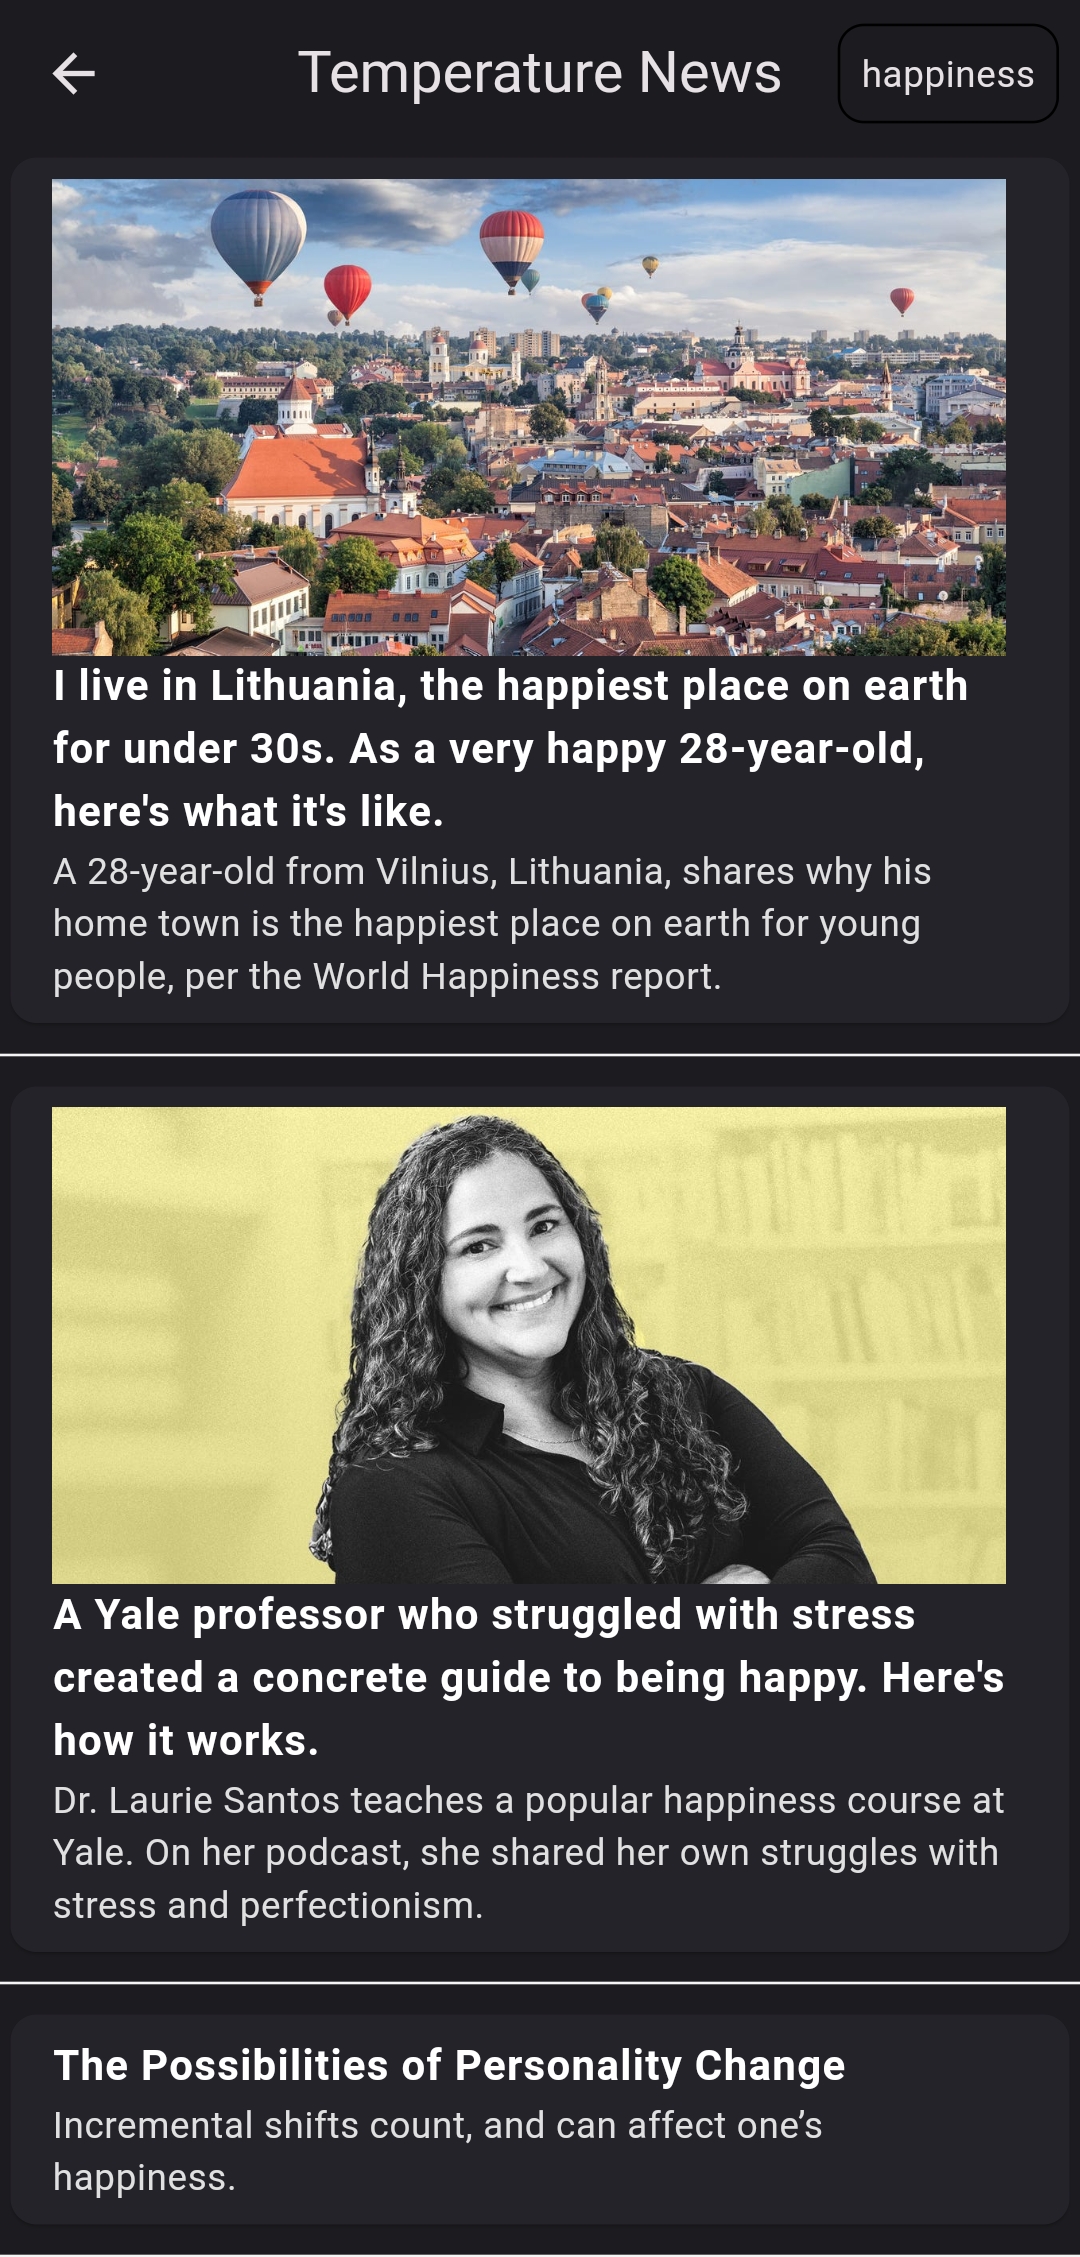 Temperature News
happiness
I live in Lithuania, the happiest place on earth
for under 30s. As a very happy 28-year-old,
here's what it's like.
A 28-year-old from Vilnius, Lithuania, shares why his
home town is the happiest place on earth for young
people, per the World Happiness report.
A Yale professor who struggled with stress
created a concrete guide to being happy. Here's
how it works.
Dr. Laurie Santos teaches a popular happiness course at
Yale. On her podcast, she shared her own struggles with
stress and perfectionism.
The Possibilities of Personality Change
Incremental shifts count, and can affect one’s
happiness.